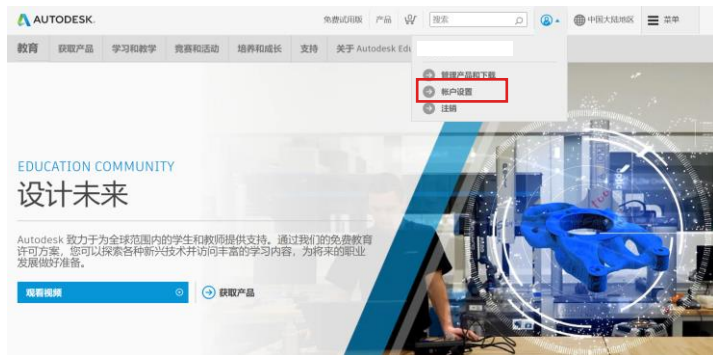 AUTODESK.
免费试用版 产品 搜索 中国大陆地区 菜单
教育 获取产品 学习和教学 竞赛和活动 培养和成长 支持 关于 Autodesk Edu
管理产品和下载
帐户设置
注销
EDUCATION COMMUNITY
设计未来
Autodesk 致力于为全球范围内的学生和教师提供支持。通过我们的免费教育
许可方案，您可以探索各种新兴技术并访问丰富的学习内容，为将来的职业
发展做好准备。
观看视频 获取产品